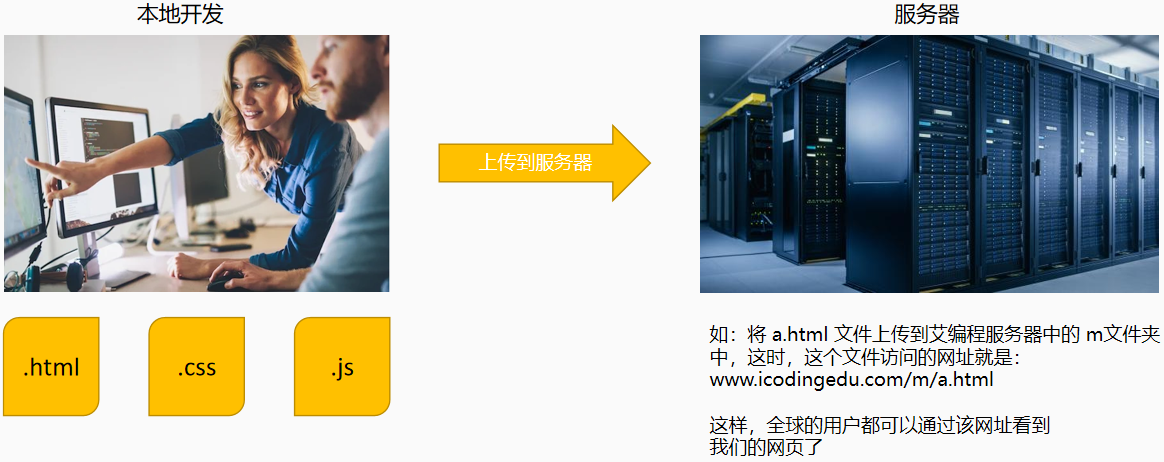 本地开发
服务器
上传到服务器
.html
.css
.js
如：将 a.html 文件上传到艾编程服务器中的 m文件夹
中，这时，这个文件访问的网址就是：
www.icodingedu.com/m/a.html
这样，全球的用户都可以通过该网址看到
我们的网页了